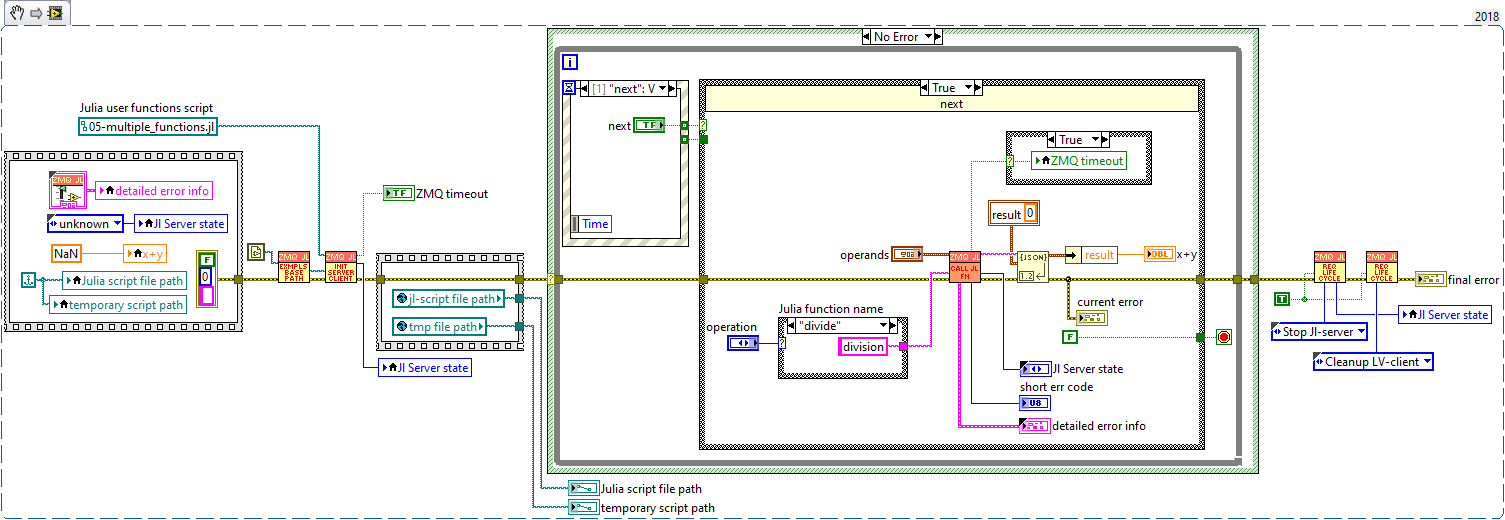 2018
No Error
i
[1] "next": V
next
Time
True
next
True
ZMQ timeout
Julia user functions script
05-multiple_functions.jl
ZMQ JL
detailed error info
unknown
Jl Server state
NaN
x+y
Julia script file path
temporary script path
F
0
TF
ZMQ timeout
ZMQ JL
EXMPLS
BASE
PATH
ZMQ JL
INIT
SERVER
CLIENT
jl-script file path
tmp file path
Jl Server state
TF
result 0
operands
ZMQ JL
CALL JL
FN
{JSON}
1.2
result
DBL
x+y
current error
F
Julia function name
"divide"
division
operation
Jl Server state
short err code
U8
detailed error info
ZMQ JL
REQ
LIFE
CYCLE
ZMQ JL
REQ
LIFE
CYCLE
final error
T
Jl Server state
Stop Jl-server
Cleanup LV-client
Julia script file path
temporary script path